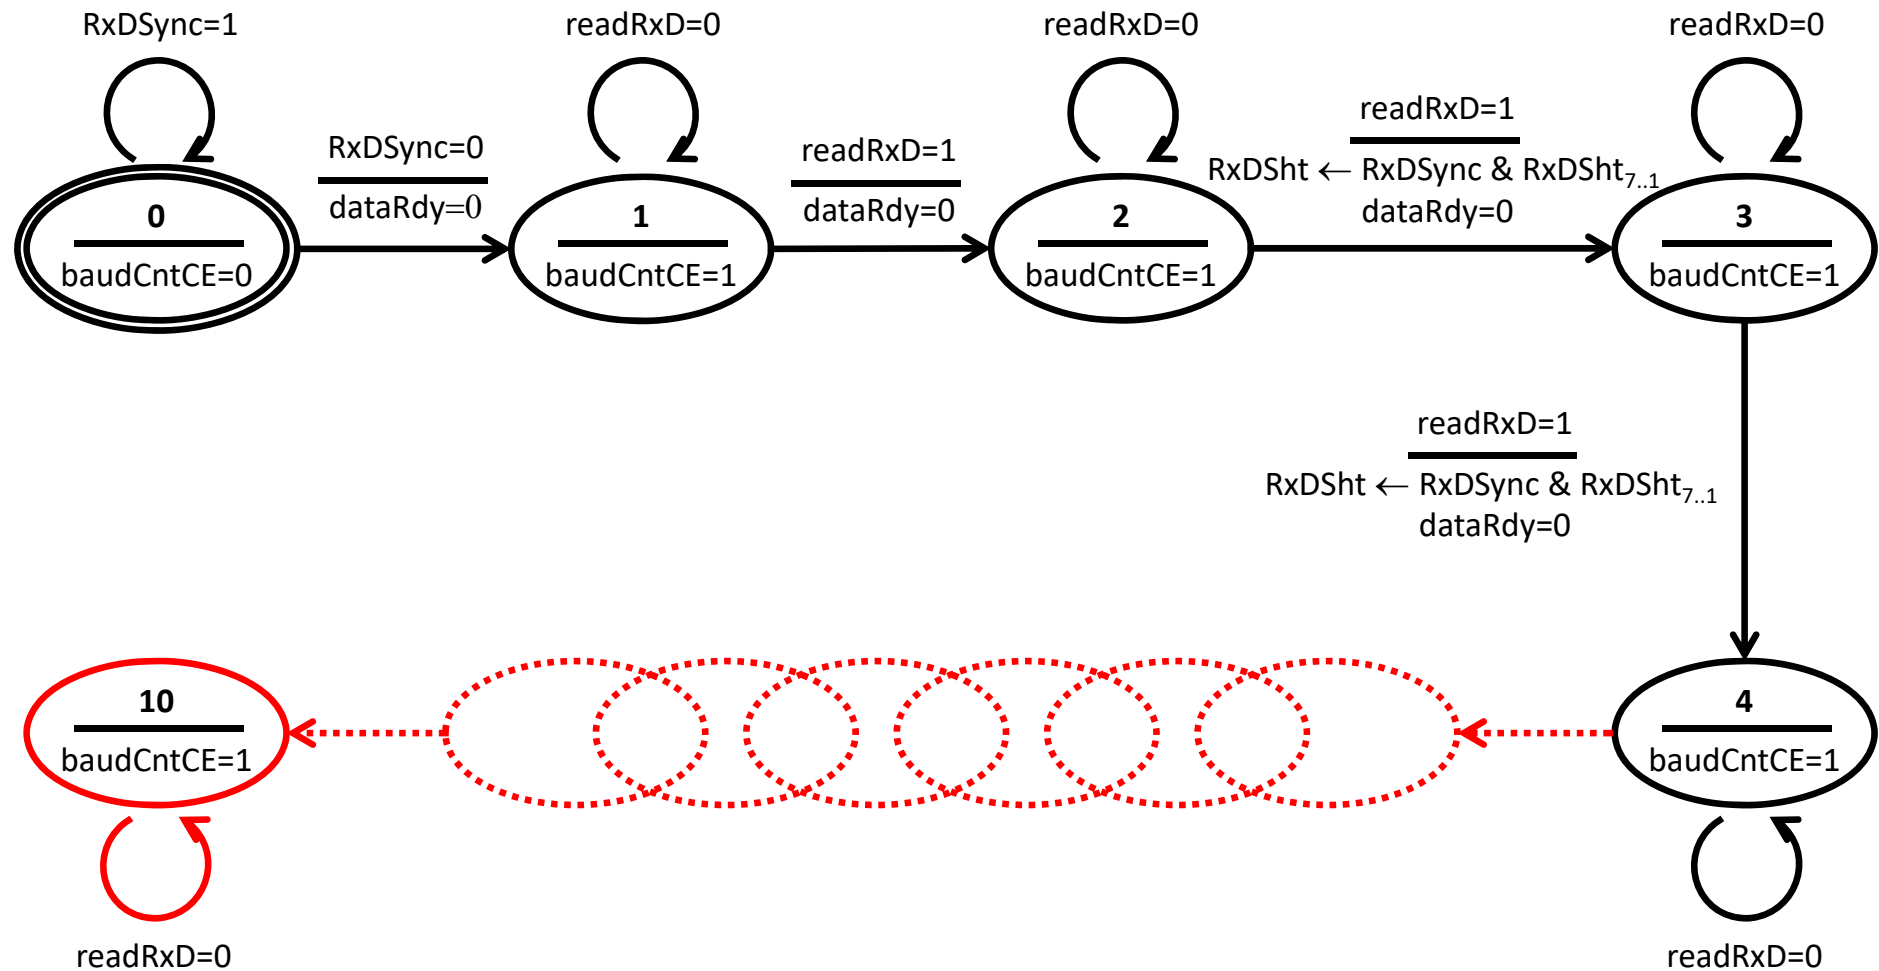 RxDSync=1
readRxD=0
readRxD=0
readRxD=0
RxDSync=0
dataRdy=0
readRxD=1
dataRdy=0
readRxD=1
RxDSht ← RxDSync & RxDSht7..1
dataRdy=0
0
baudCntCE=0
1
baudCntCE=1
2
baudCntCE=1
3
baudCntCE=1
readRxD=1
RxDSht ← RxDSync & RxDSht7..1
dataRdy=0
10
baudCntCE=1
4
baudCntCE=1
readRxD=0
readRxD=0